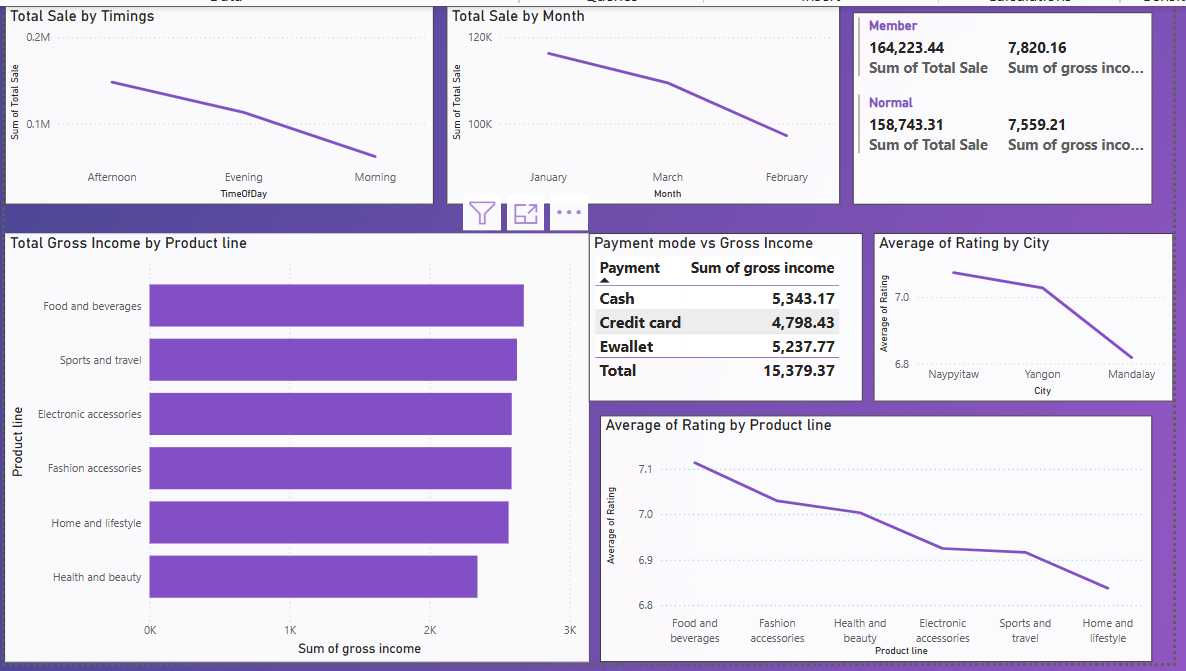 Total Sale by Timings
0.2M
0.1M
Sum of Total Sale
Afternoon Evening Morning
TimeOfDay
Total Sale by Month
120K
100K
Sum of Total Sale
January March February
Month
Member
164,223.44 7,820.16
Sum of Total Sale Sum of gross inco...
Normal
158,743.31 7,559.21
Sum of Total Sale Sum of gross inco...
Total Gross Income by Product line
Product line
Food and beverages
Sports and travel
Electronic accessories
Fashion accessories
Home and lifestyle
Health and beauty
0K 1K 2K 3K
Sum of gross income
Payment mode vs Gross Income
Payment Sum of gross income
Cash 5,343.17
Credit card 4,798.43
Ewallet 5,237.77
Total 15,379.37
Average of Rating by City
Average of Rating
7.0
6.8
Naypyitaw Yangon Mandalay
City
Average of Rating by Product line
Average of Rating
7.1
7.0
6.9
6.8
Food and Fashion Health and Electronic Sports and Home and
beverages accessories beauty accessories travel lifestyle
Product line